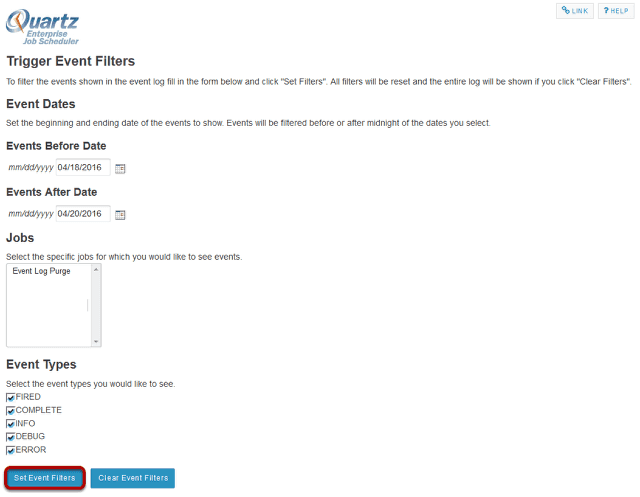 LINK
? HELP
Quartz
Enterprise
Job Scheduler
Trigger Event Filters
To filter the events shown in the event log fill in the form below and click "Set Filters". All filters will be reset and the entire log will be shown if you click "Clear Filters".
Event Dates
Set the beginning and ending date of the events to show. Events will be filtered before or after midnight of the dates you select.
Events Before Date
mm/dd/yyyy 04/18/2016
Events After Date
mm/dd/yyyy 04/20/2016
Jobs
Select the specific jobs for which you would like to see events.
Event Log Purge
Event Types
Select the event types you would like to see.
FIRED
COMPLETE
INFO
DEBUG
ERROR
Set Event Filters Clear Event Filters